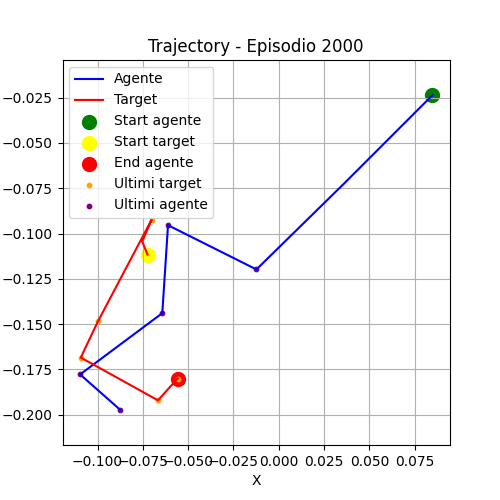 Trajectory - Episodio 2000
Agente
Target
Start agente
Start target
End agente
Ultimi target
Ultimi agente
−0.025
−0.050
−0.075
−0.100
−0.125
−0.150
−0.175
−0.200
−0.100 −0.075 −0.050 −0.025 0.000 0.025 0.050 0.075
X